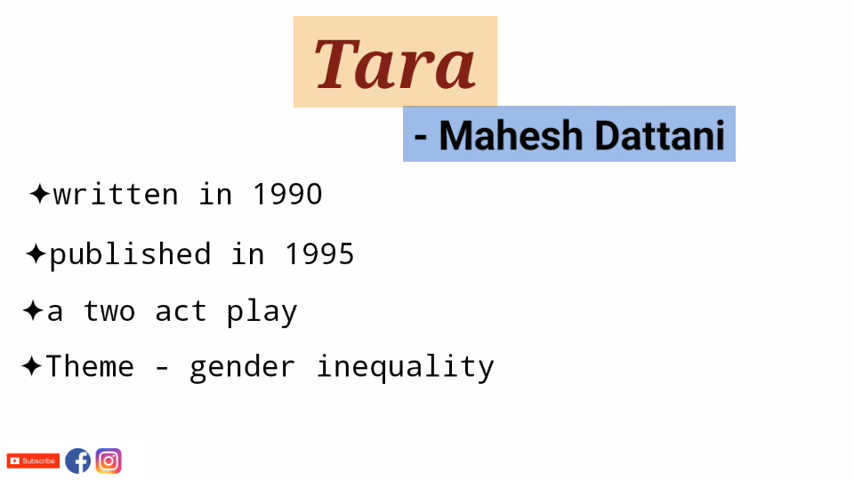 Tara
- Mahesh Dattani
✦written in 1990
✦published in 1995
✦a two act play
✦Theme - gender inequality
Subscribe